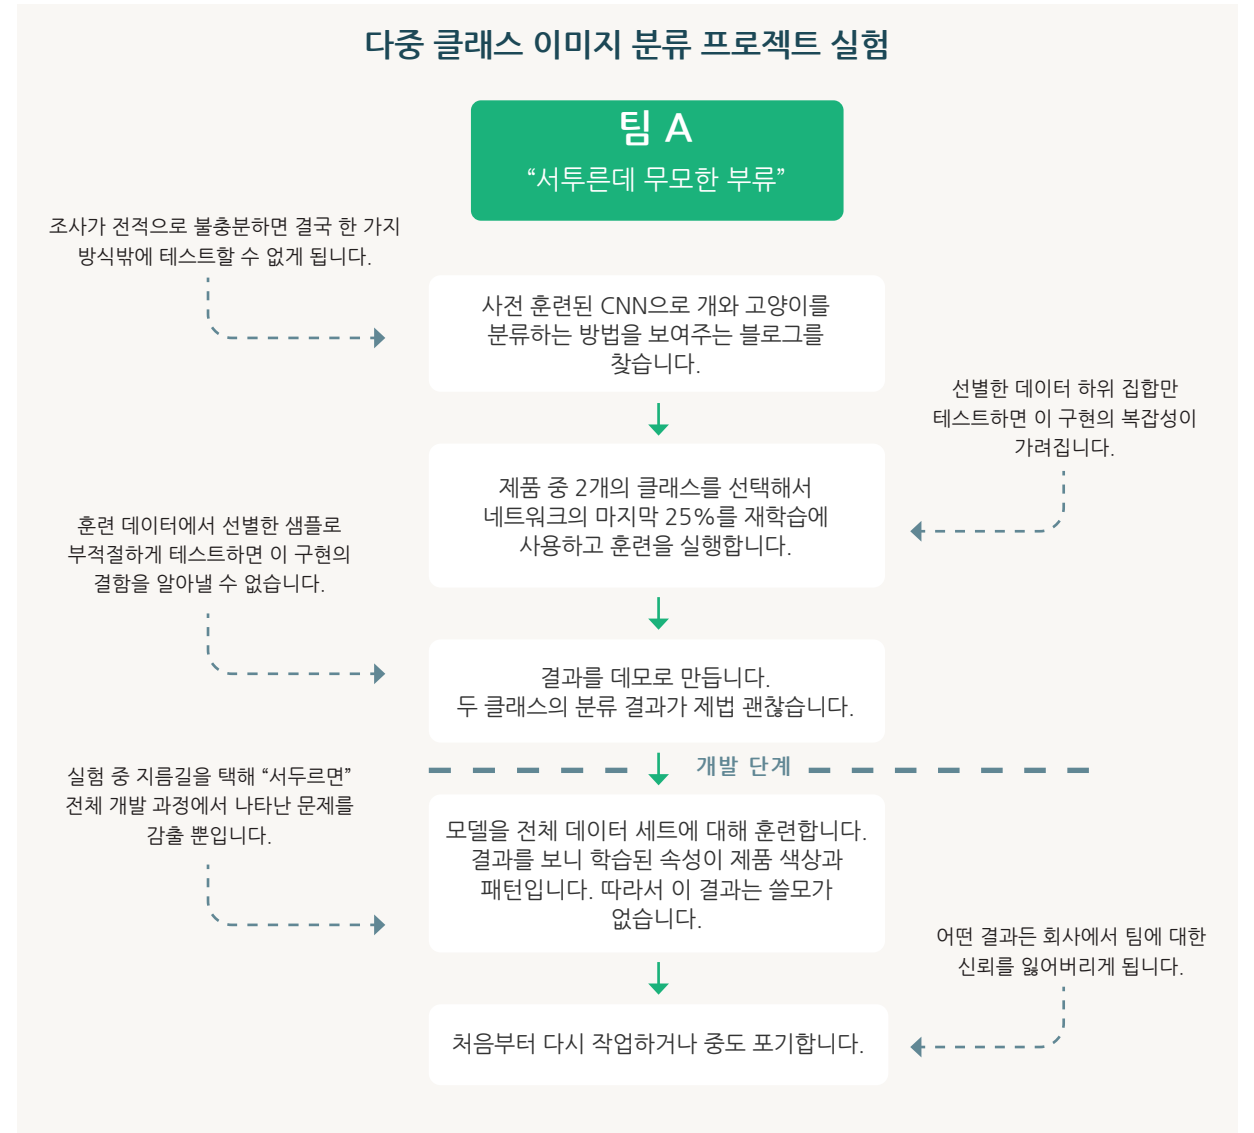 다중 클래스 이미지 분류 프로젝트 실험
팀 A
“서투른데 무모한 부류”
조사가 전적으로 불충분하면 결국 한 가지
방식밖에 테스트할 수 없게 됩니다.
사전 훈련된 CNN으로 개와 고양이를
분류하는 방법을 보여주는 블로그를
찾습니다.
선별한 데이터 하위 집합만
테스트하면 이 구현의 복잡성이
가려집니다.
제품 중 2개의 클래스를 선택해서
네트워크의 마지막 25%를 재학습에
사용하고 훈련을 실행합니다.
훈련 데이터에서 선별한 샘플로
부적절하게 테스트하면 이 구현의
결함을 알아낼 수 없습니다.
결과를 데모로 만듭니다.
두 클래스의 분류 결과가 제법 괜찮습니다.
개발 단계
실험 중 지름길을 택해 “서두르면”
전체 개발 과정에서 나타난 문제를
감출 뿐입니다.
모델을 전체 데이터 세트에 대해 훈련합니다.
결과를 보니 학습된 속성이 제품 색상과
패턴입니다. 따라서 이 결과는 쓸모가
없습니다.
어떤 결과든 회사에서 팀에 대한
신뢰를 잃어버리게 됩니다.
처음부터 다시 작업하거나 중도 포기합니다.